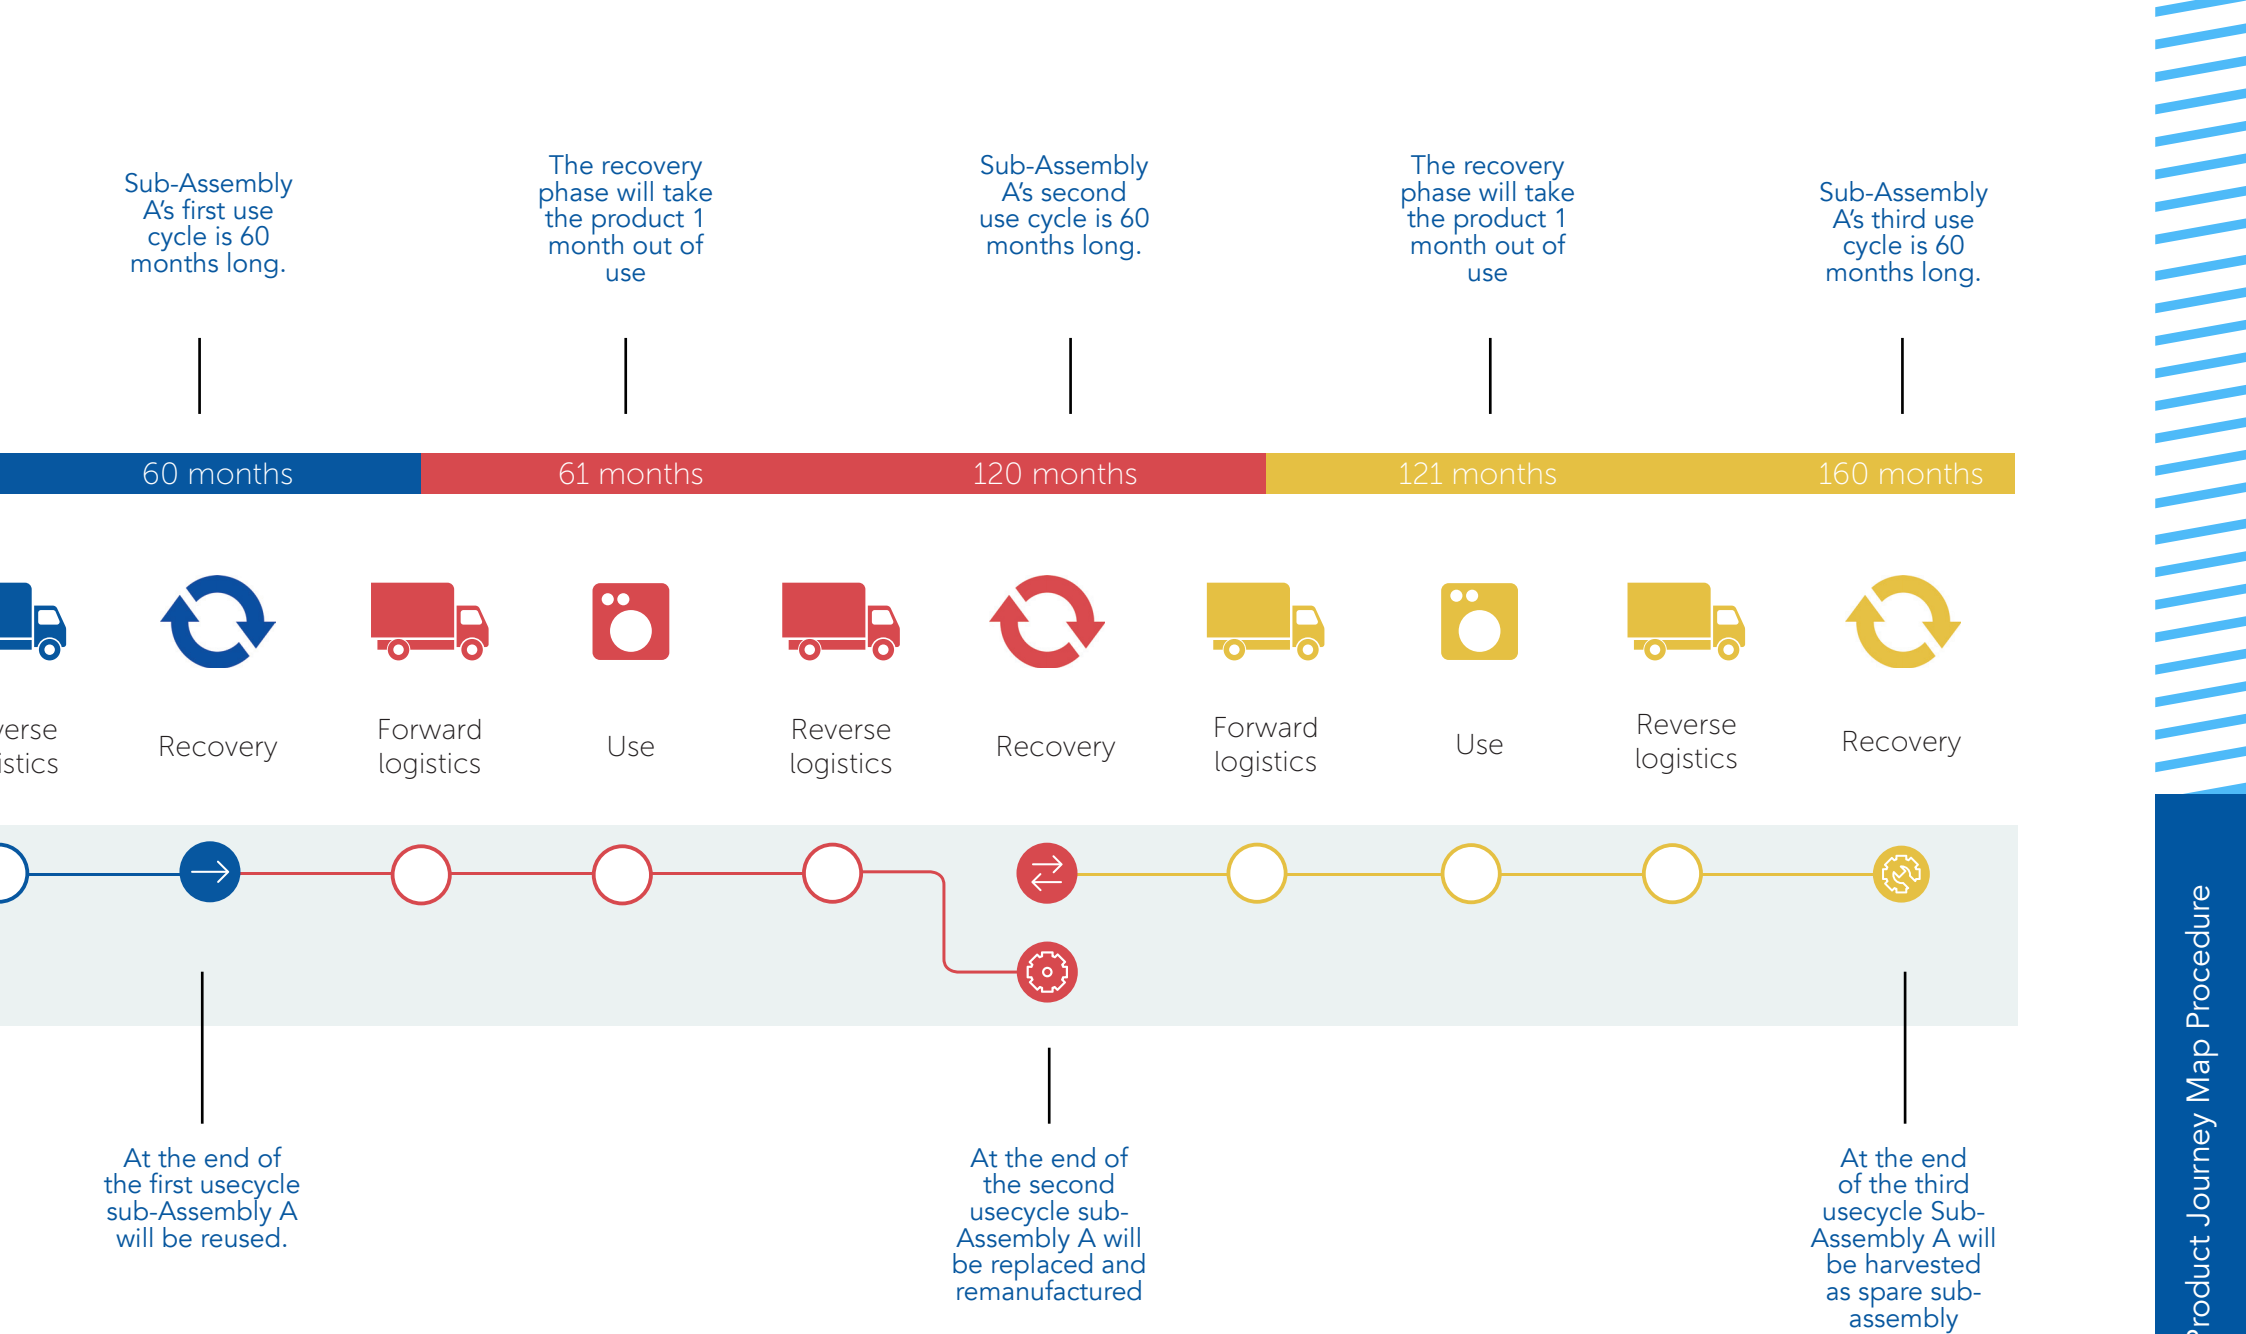 Sub-Assembly
A's first use
cycle is 60
months long.
The recovery
phase will take
the product 1
month out of
use
Sub-Assembly
A's second
use cycle is 60
months long.
The recovery
phase will take
the product 1
month out of
use
Sub-Assembly
A's third use
cycle is 60
months long.
60 months
61 months
120 months
121 months
160 months
Recovery
Forward
logistics
Use
Reverse
logistics
Recovery
Forward
logistics
Use
Reverse
logistics
Recovery
At the end of
the first usecycle
sub-Assembly A
will be reused.
At the end of
the second
usecycle sub-
Assembly A will
be replaced and
remanufactured
At the end
of the third
usecycle Sub-
Assembly A will
be harvested
as spare sub-
assembly
Product Journey Map Procedure